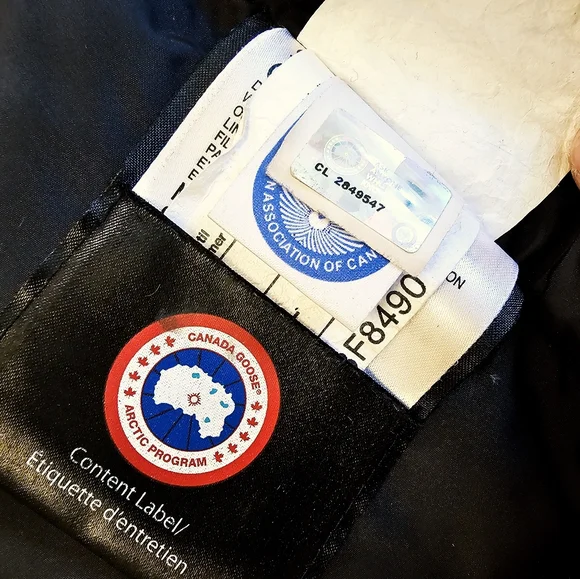 CL 2849547
N ASSOCIATION OF CAN
F8490
ON
CANADA GOOSE®
ARCTIC PROGRAM
Content Label/
Étiquette d'entretien